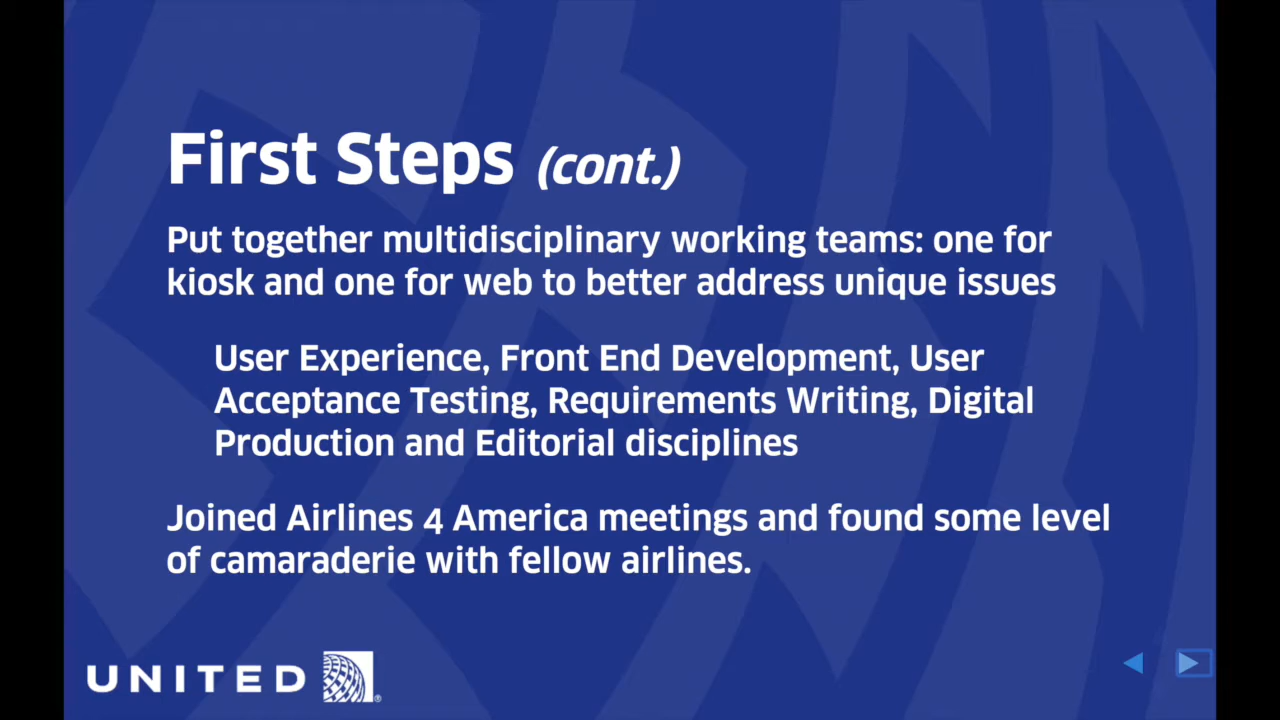 First Steps (cont.)
Put together multidisciplinary working teams: one for
kiosk and one for web to better address unique issues
User Experience, Front End Development, User
Acceptance Testing, Requirements Writing, Digital
Production and Editorial disciplines
Joined Airlines 4 America meetings and found some level
of camaraderie with fellow airlines.
UNITED ®